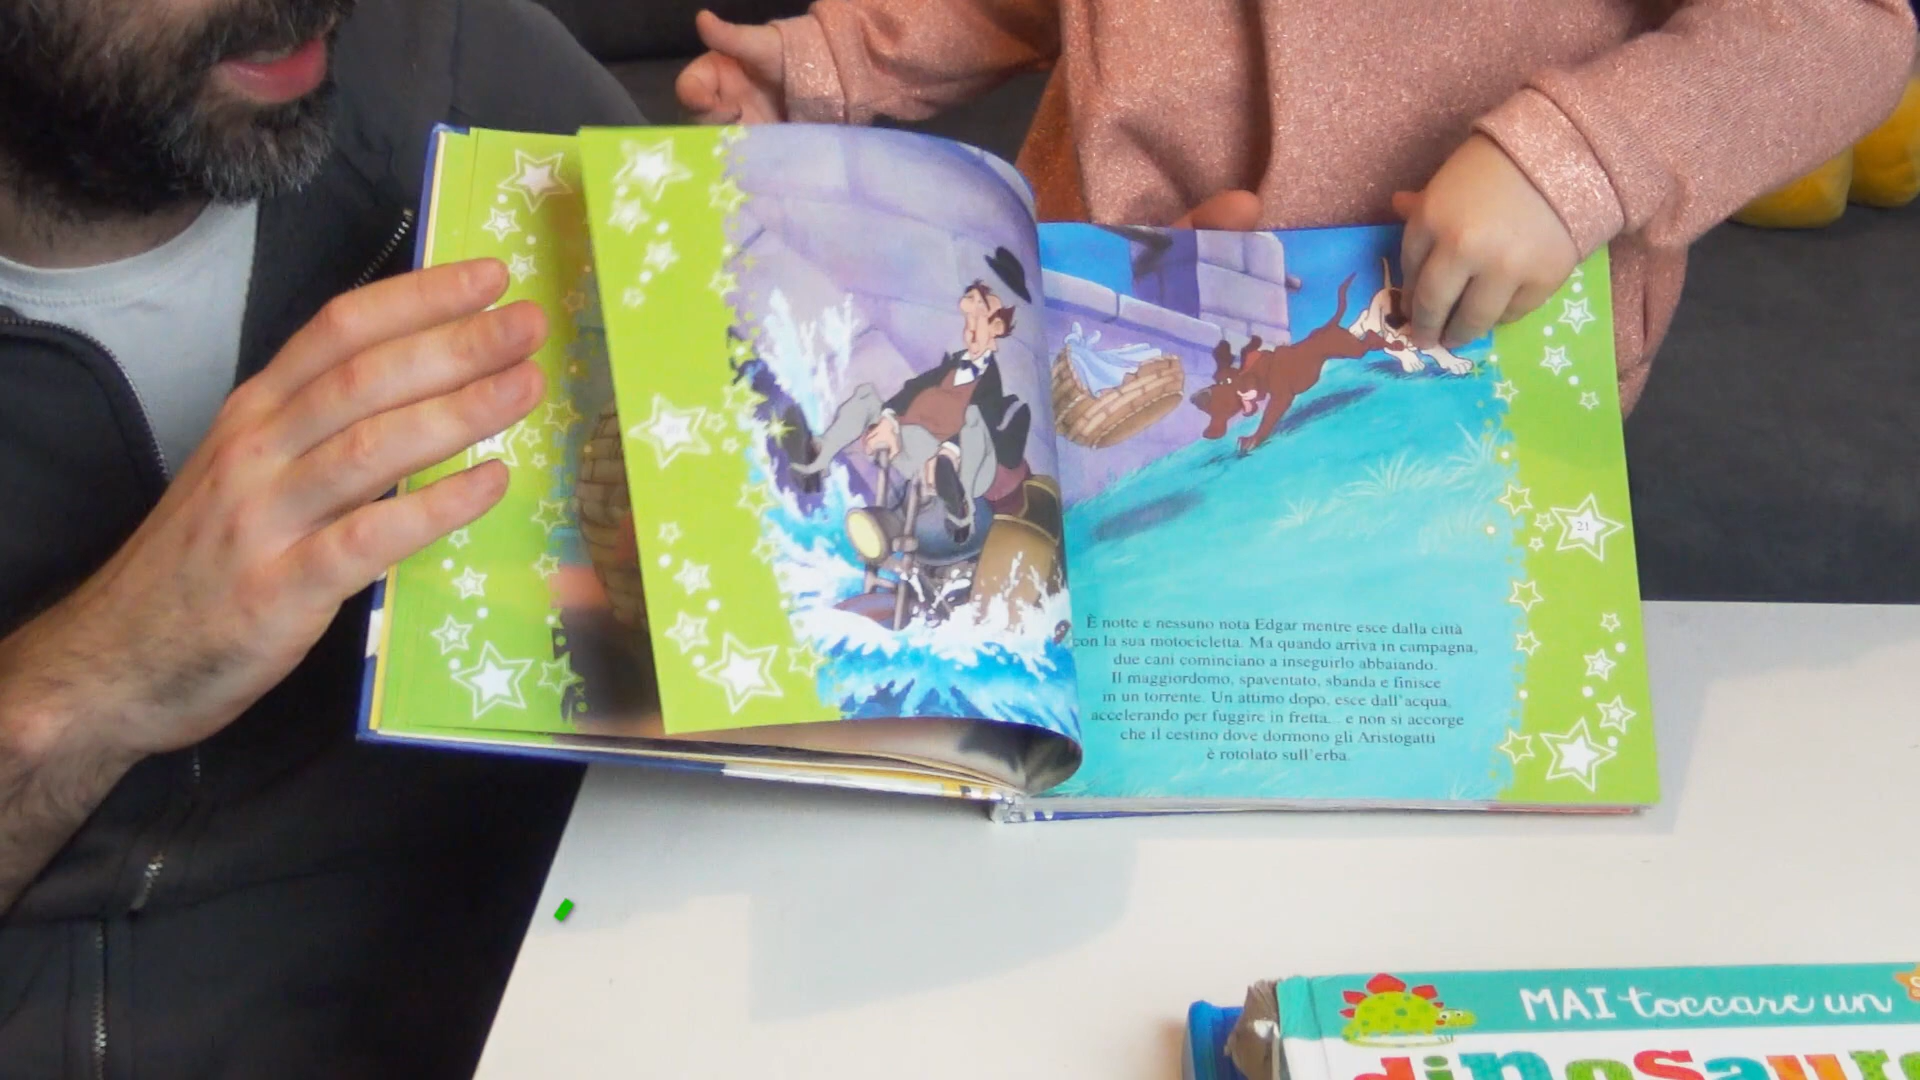 20
È notte e nessuno nota Edgar mentre esce dalla città
con la sua motocicletta. Ma quando arriva in campagna,
due cani cominciano a inseguirlo abbaiando.
Il maggiordomo, spaventato, sbanda e finisce
in un torrente. Un attimo dopo, esce dall'acqua,
accelerando per fuggire in fretta... e non si accorge
che il cestino dove dormono gli Aristogatti
è rotolato sull'erba.
21
MAI toccare un
dinosauro